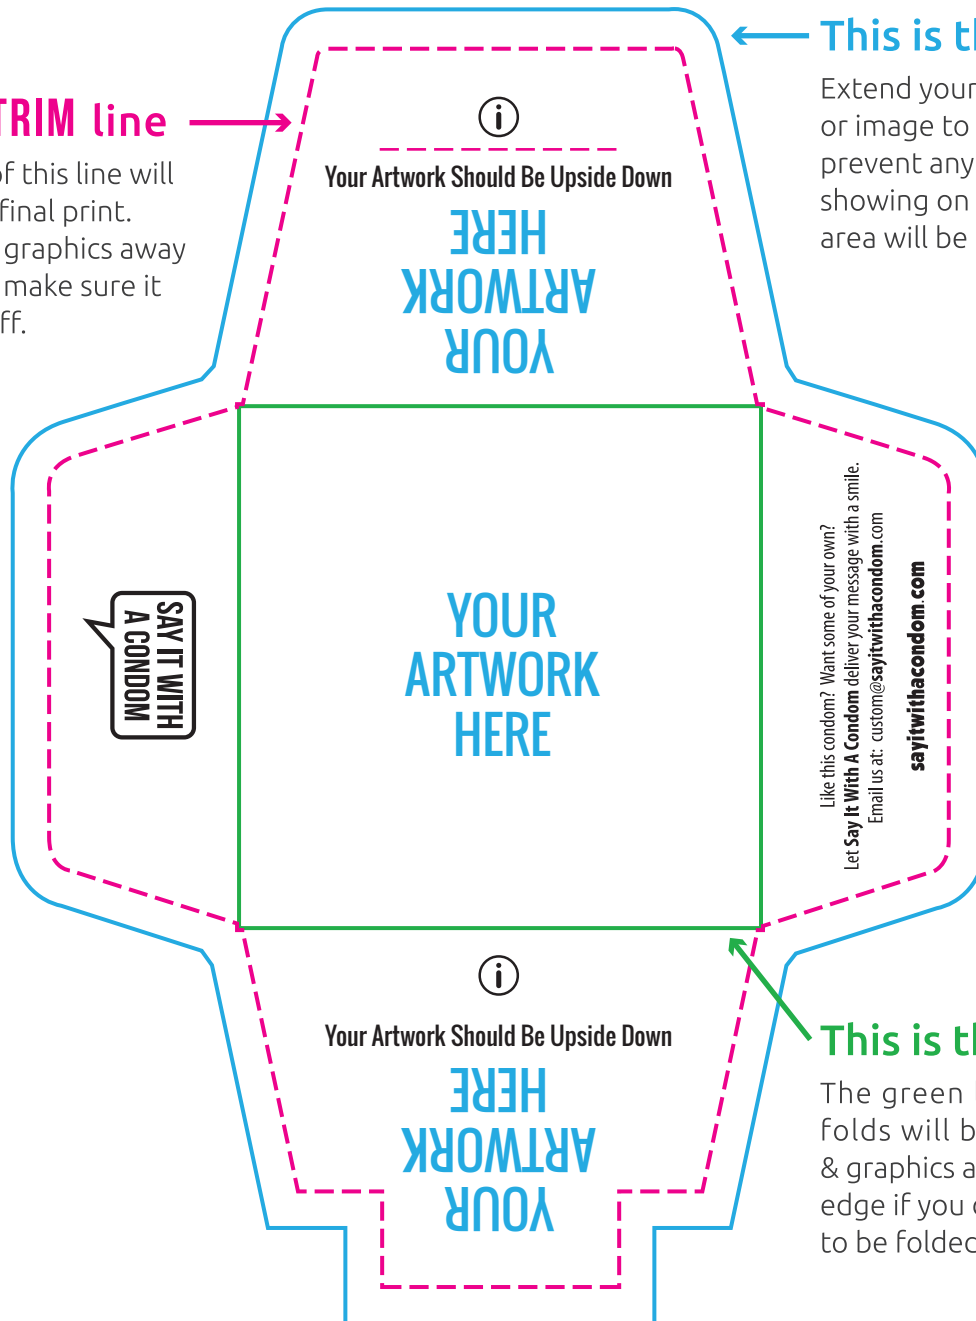 TRIM line
of this line will
final print.
graphics away
make sure it
ff.
This is t
Extend your
or image to
prevent any
showing on
area will be
Your Artwork Should Be Upside Down
YOUR
ARTWORK
HERE
SAY IT WITH
A CONDOM
YOUR
ARTWORK
HERE
Like this condom? Want some of your own?
Let Say It With A Condom deliver your message with a smile.
Email us at: custom@sayitwithacondom.com
sayitwithacondom.com
Your Artwork Should Be Upside Down
YOUR
ARTWORK
HERE
This is t
The green
folds will b
& graphics a
edge if you
to be folded